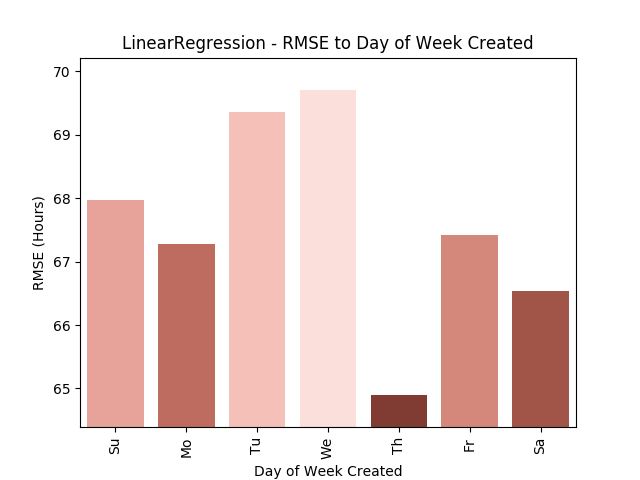 LinearRegression - RMSE to Day of Week Created
70
69
68
67
66
65
RMSE (Hours)
Su
Mo
Tu
We
Th
Fr
Sa
Day of Week Created